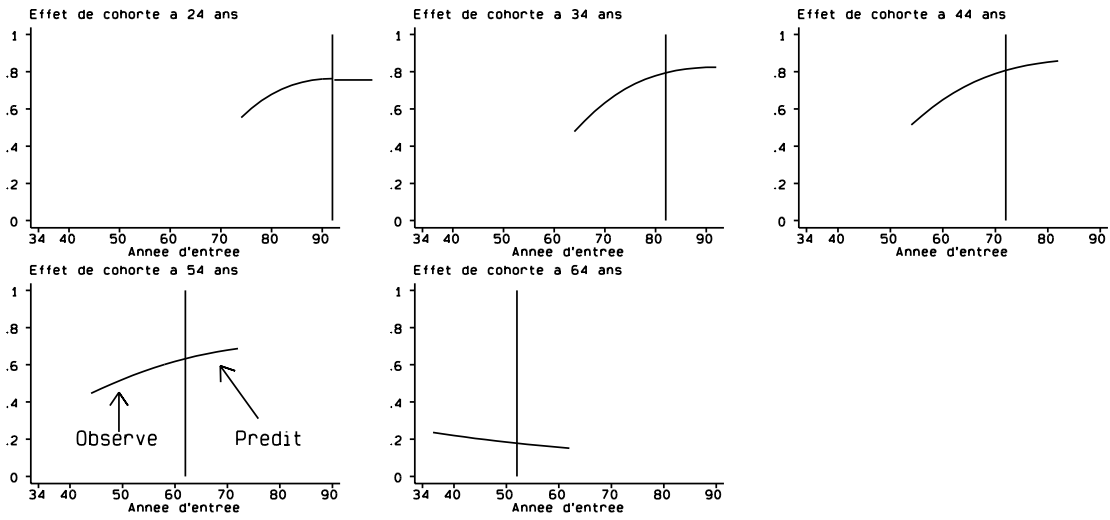 Effet de cohorte a 24 ans
1
.8
.6
.4
.2
0
34 40 50 60 70 80 90
Annee d'entree
Effet de cohorte a 34 ans
1
.8
.6
.4
.2
0
34 40 50 60 70 80 90
Annee d'entree
Effet de cohorte a 44 ans
1
.8
.6
.4
.2
0
34 40 50 60 70 80 90
Annee d'entree
Effet de cohorte a 54 ans
1
.8
.6
.4
.2
0
Observe Predit
34 40 50 60 70 80 90
Annee d'entree
Effet de cohorte a 64 ans
1
.8
.6
.4
.2
0
34 40 50 60 70 80 90
Annee d'entree